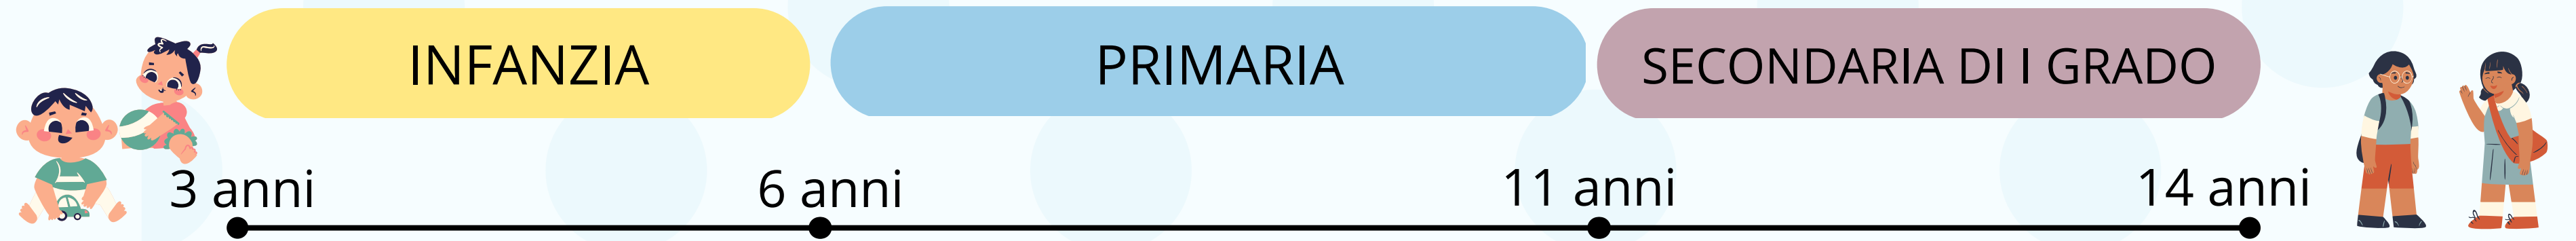 INFANZIA
PRIMARIA
SECONDARIA DI I GRADO
3 anni
6 anni
11 anni
14 anni